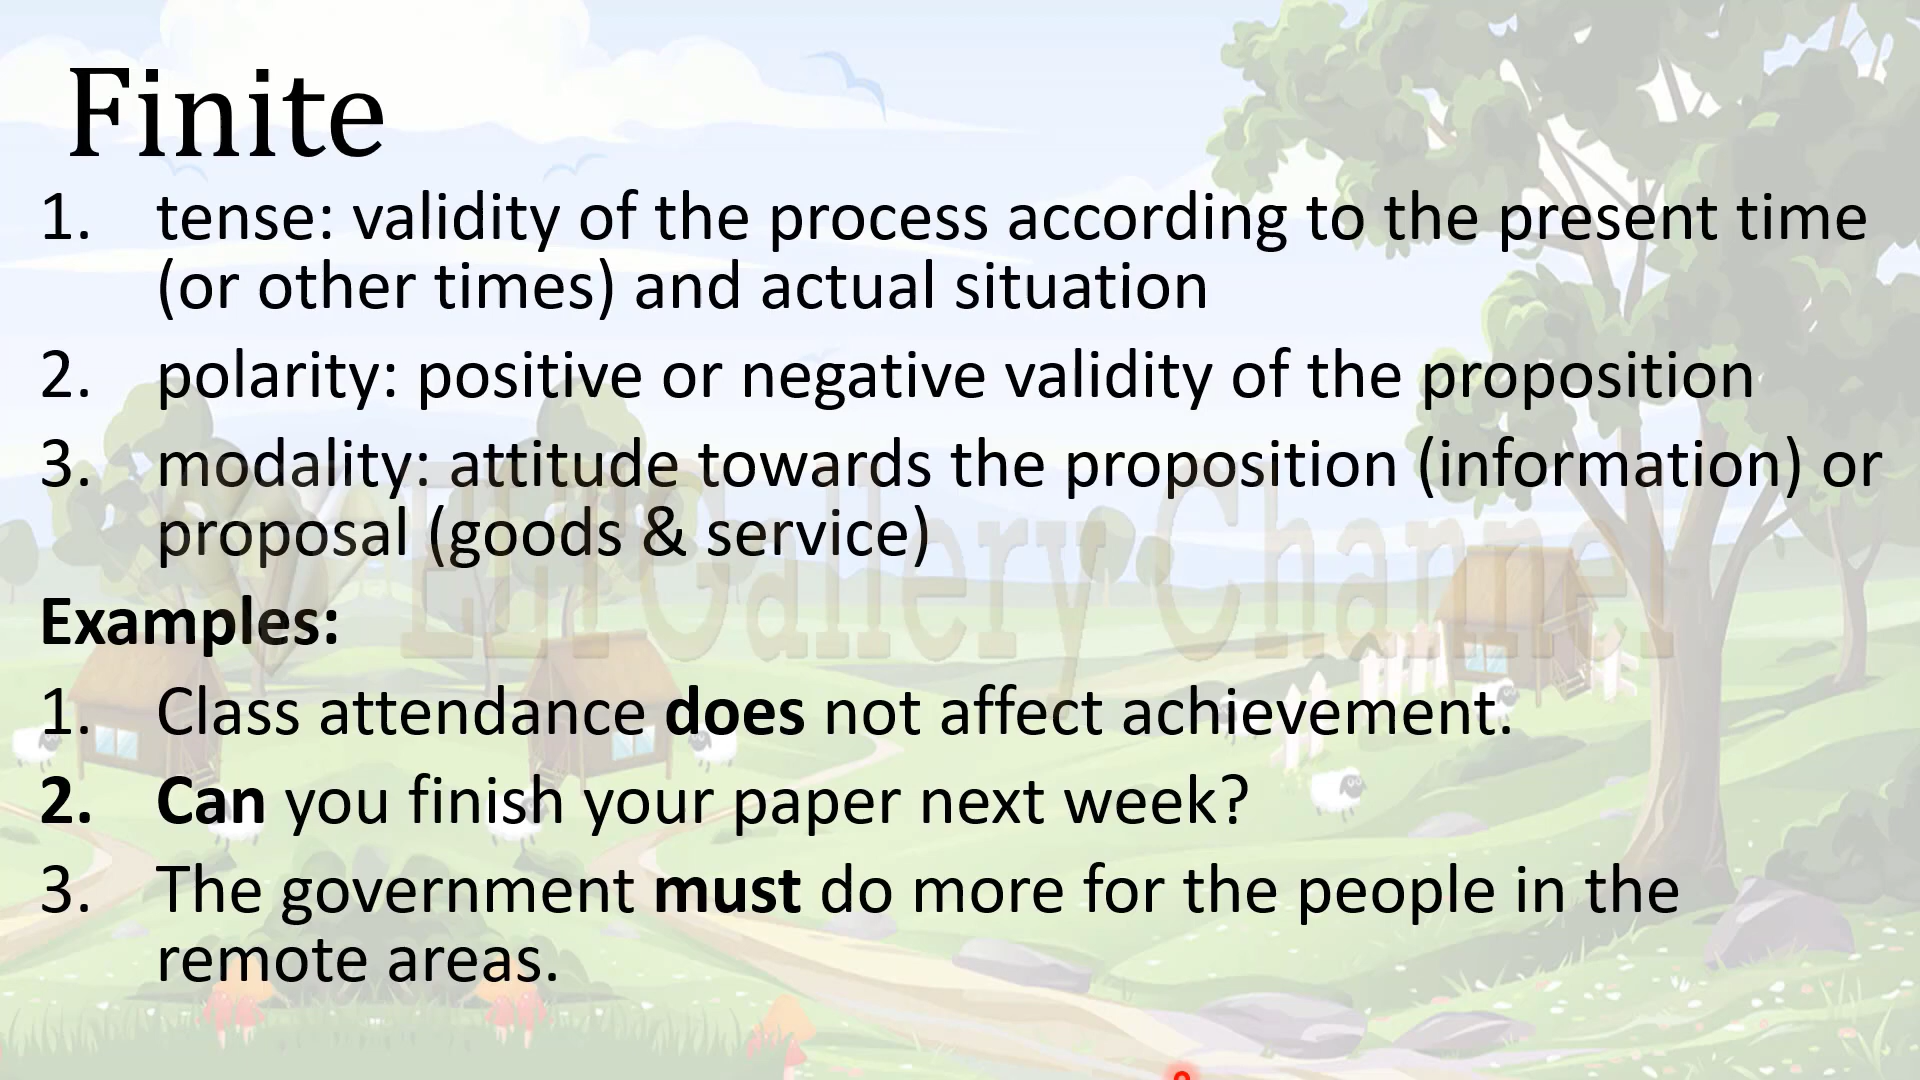 Finite
1. tense: validity of the process according to the present time
(or other times) and actual situation
2. polarity: positive or negative validity of the proposition
3. modality: attitude towards the proposition (information) or
proposal (goods & service)
Examples:
1. Class attendance does not affect achievement.
2. Can you finish your paper next week?
3. The government must do more for the people in the
remote areas.
Gallery Channel